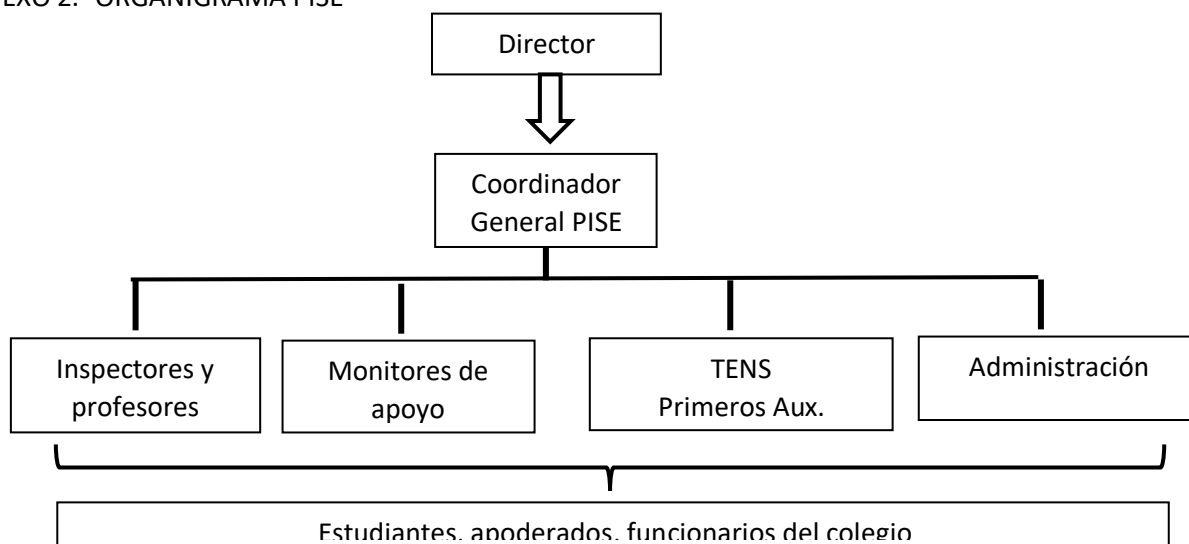 EXO 2.- ORGANIGRAMA PISE
Director
Coordinador
General PISE
Inspectores y
profesores
Monitores de
apoyo
TENS
Primeros Aux.
Administración
Estudiantes, apoderados, funcionarios del colegio